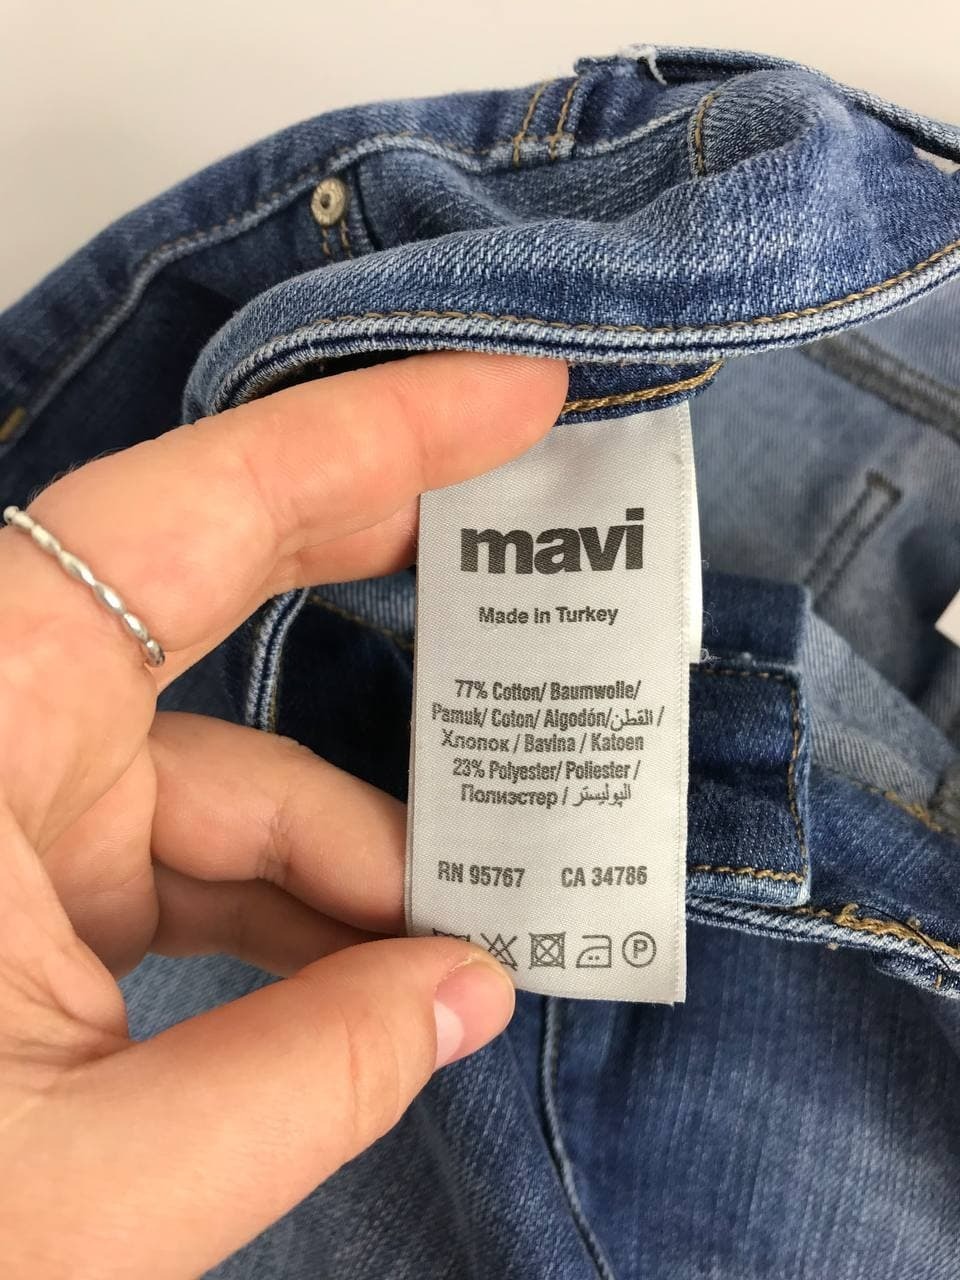 mavi
Made in Turkey
77% Cotton/ Baumwolle/
Pamuk/ Coton/ Algodón/القطن /
Хлопок / Bavlna / Katoen
23% Polyester/ Poliester /
Полиэстер / البوليستر
RN 95767 CA 34786
P